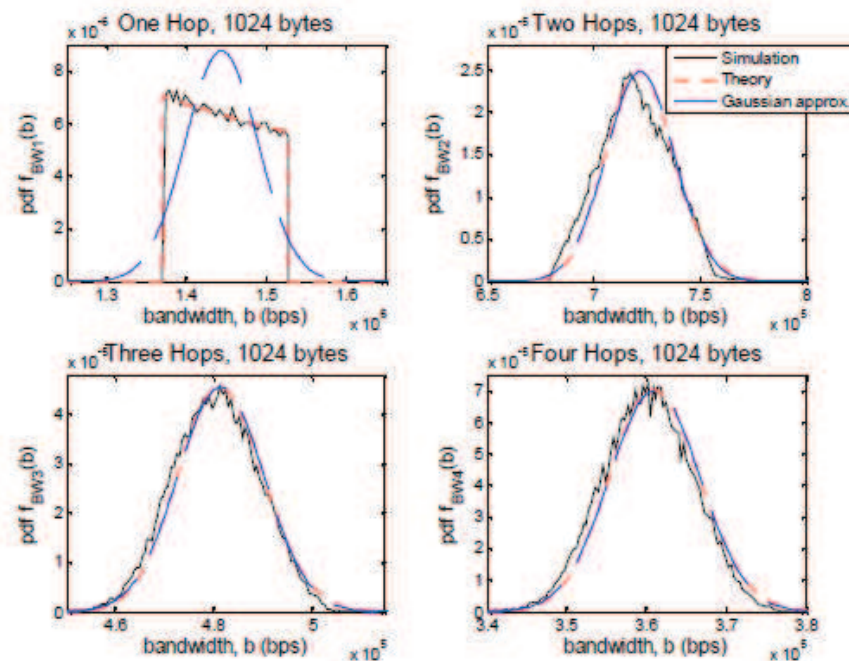 x 10⁻⁶ One Hop, 1024 bytes
8
6
4
2
0
1.3 1.4 1.5 1.6
pdf f_BW1(b)
bandwidth, b (bps)
x 10⁶
x 10⁻⁵ Two Hops, 1024 bytes
Simulation
Theory
Gaussian approx.
2.5
2
1.5
1
0.5
0
6.5 7 7.5 8
pdf f_BW2(b)
bandwidth, b (bps)
x 10⁵
x 10⁻⁵ Three Hops, 1024 bytes
4
3
2
1
0
4.6 4.8 5
pdf f_BW3(b)
bandwidth, b (bps)
x 10⁵
x 10⁻⁵ Four Hops, 1024 bytes
7
6
5
4
3
2
1
0
3.4 3.5 3.6 3.7 3.8
pdf f_BW4(b)
bandwidth, b (bps)
x 10⁵